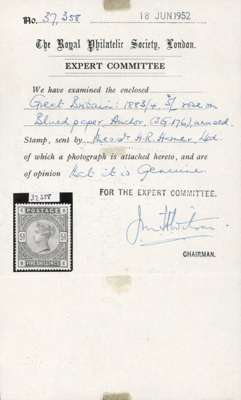 No. 37,358
18 JUN 1952
The Royal Philatelic Society, London.
EXPERT COMMITTEE
We have examined the enclosed
Great Britain: 1883/4 5/- rose on
Blued paper, Anchor, (SG 176), unused
Stamp, sent by Messrs H.R. Harmer Ltd
of which a photograph is attached hereto, and are
of opinion that it is Genuine.
FOR THE EXPERT COMMITTEE.
37,358
POSTAGE
FIVE SHILLINGS
CHAIRMAN.